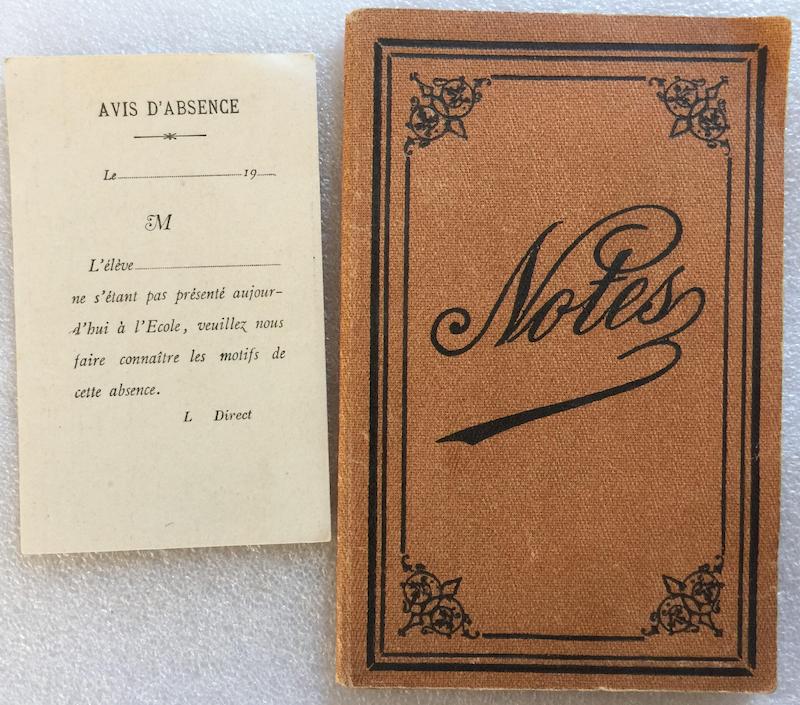 AVIS D'ABSENCE
Le 19
M
L'élève
ne s'étant pas présenté aujour-
d'hui à l'Ecole, veuillez nous
faire connaître les motifs de
cette absence.
L Direct
Notes